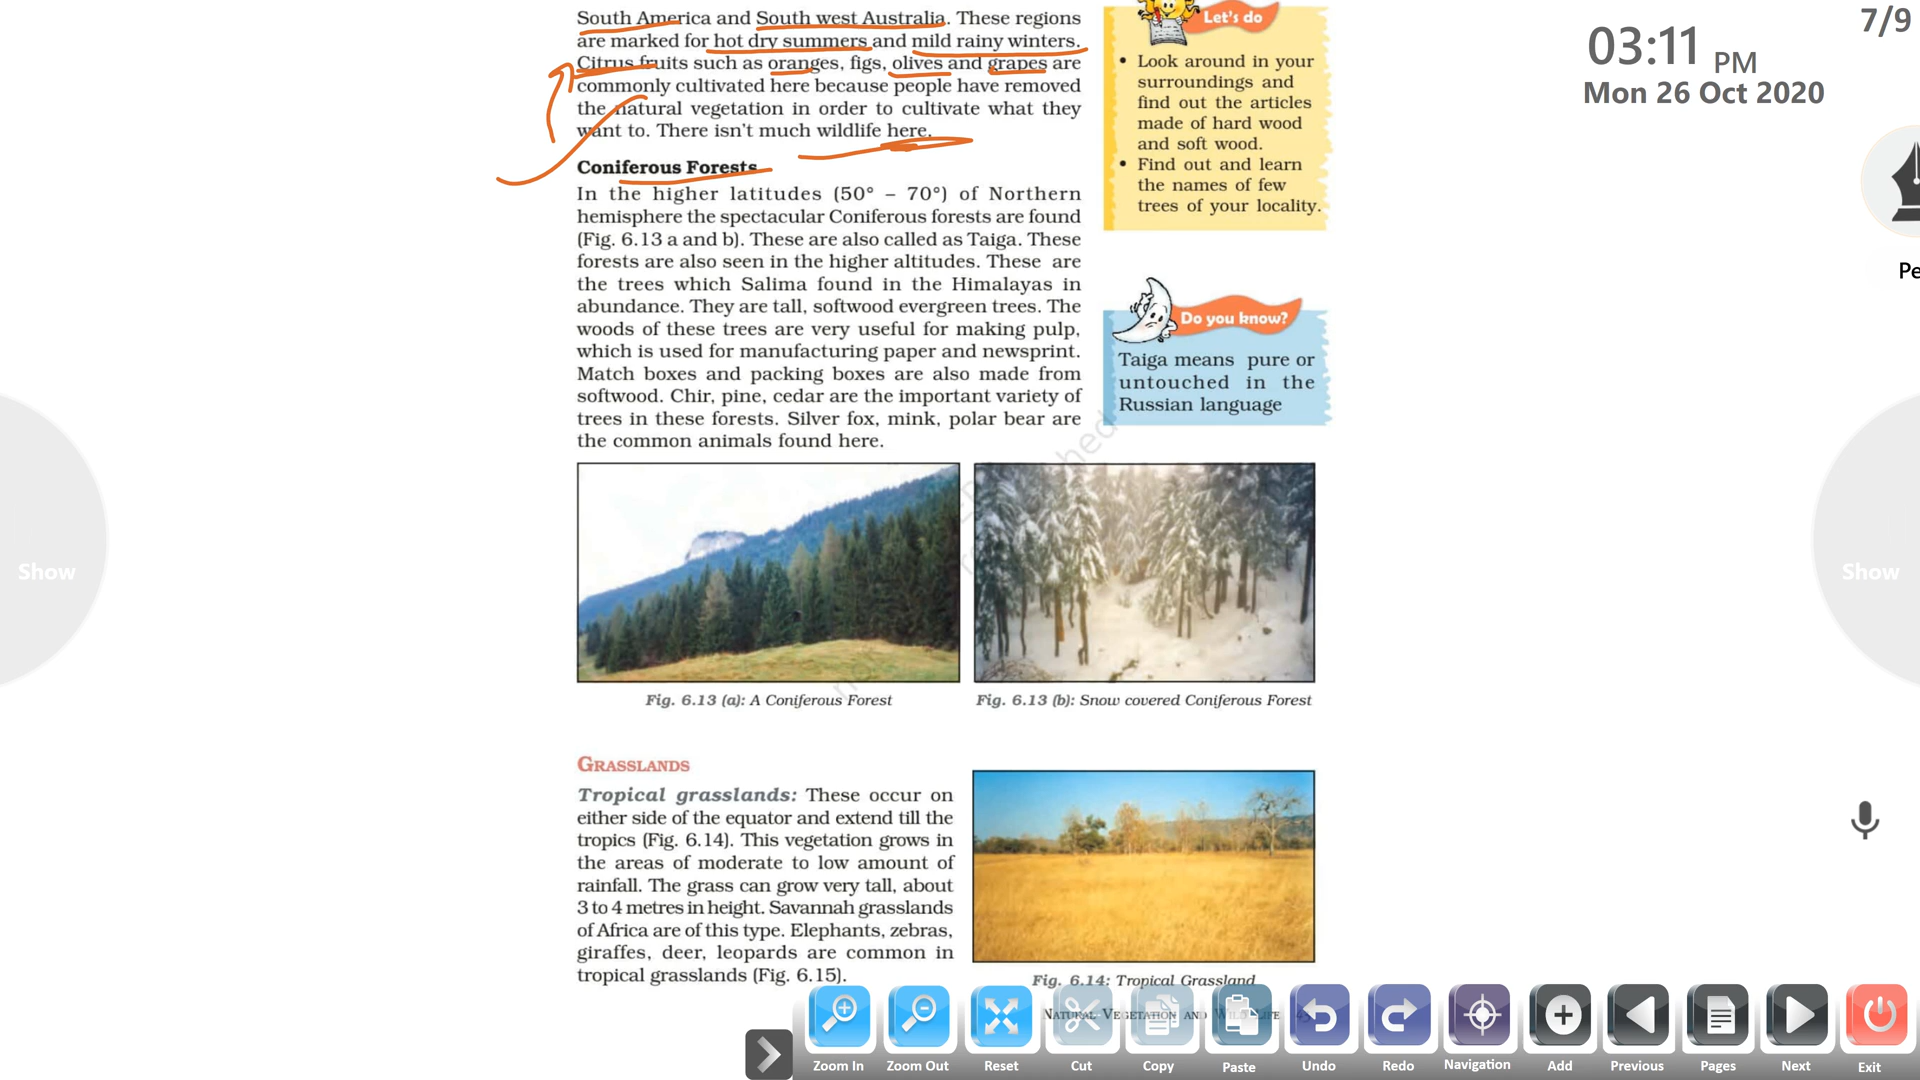 South America and South west Australia. These regions
are marked for hot dry summers and mild rainy winters.
Citrus fruits such as oranges, figs, olives and grapes are
commonly cultivated here because people have removed
the natural vegetation in order to cultivate what they
want to. There isn't much wildlife here.
Coniferous Forests
In the higher latitudes (50° – 70°) of Northern
hemisphere the spectacular Coniferous forests are found
(Fig. 6.13 a and b). These are also called as Taiga. These
forests are also seen in the higher altitudes. These are
the trees which Salima found in the Himalayas in
abundance. They are tall, softwood evergreen trees. The
woods of these trees are very useful for making pulp,
which is used for manufacturing paper and newsprint.
Match boxes and packing boxes are also made from
softwood. Chir, pine, cedar are the important variety of
trees in these forests. Silver fox, mink, polar bear are
the common animals found here.
Let's do
• Look around in your
surroundings and
find out the articles
made of hard wood
and soft wood.
• Find out and learn
the names of few
trees of your locality.
Do you know?
Taiga means pure or
untouched in the
Russian language
Fig. 6.13 (a): A Coniferous Forest
Fig. 6.13 (b): Snow covered Coniferous Forest
GRASSLANDS
Tropical grasslands: These occur on
either side of the equator and extend till the
tropics (Fig. 6.14). This vegetation grows in
the areas of moderate to low amount of
rainfall. The grass can grow very tall, about
3 to 4 metres in height. Savannah grasslands
of Africa are of this type. Elephants, zebras,
giraffes, deer, leopards are common in
tropical grasslands (Fig. 6.15).
Fig. 6.14: Tropical Grassland
NATURAL VEGETATION AND WILD LIFE
7/9
03:11 PM
Mon 26 Oct 2020
Pe
Show
Show
Zoom In
Zoom Out
Reset
Cut
Copy
Paste
Undo
Redo
Navigation
Add
Previous
Pages
Next
Exit